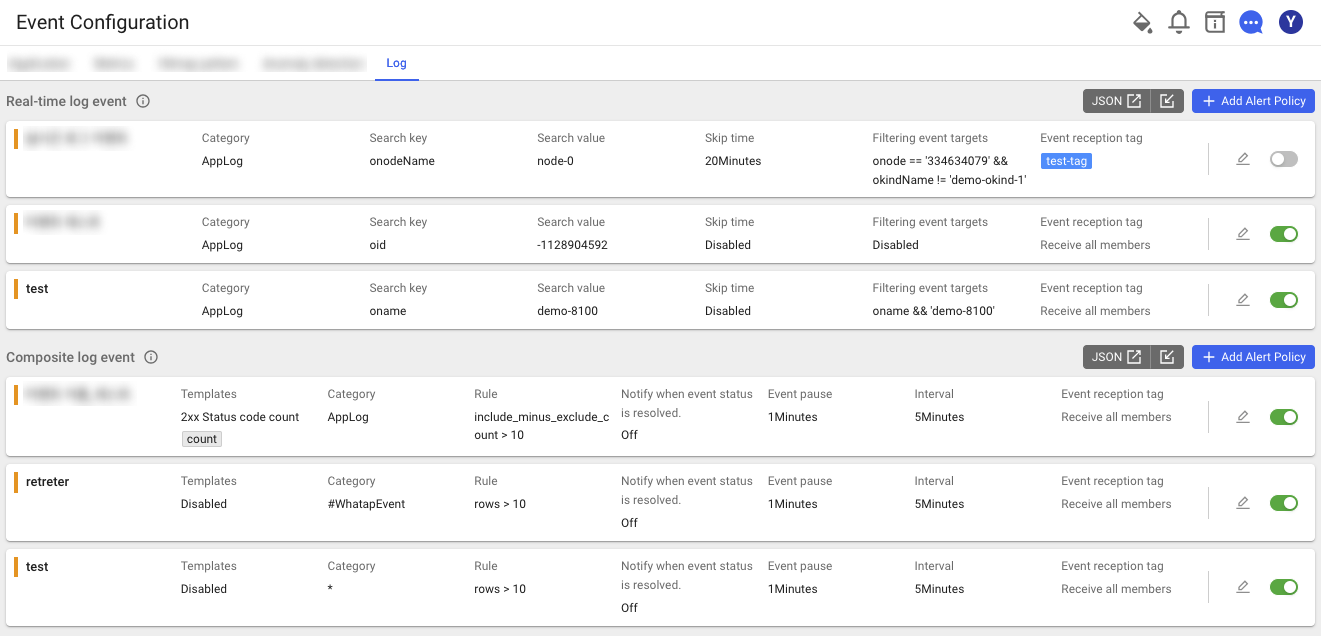 Event Configuration
Y
Log
Real-time log event
JSON
Add Alert Policy
Category Search key Search value Skip time Filtering event targets Event reception tag
AppLog onodeName node-0 20Minutes onode == '334634079' && test-tag
okindName != 'demo-okind-1'
Category Search key Search value Skip time Filtering event targets Event reception tag
AppLog oid -1128904592 Disabled Disabled Receive all members
test Category Search key Search value Skip time Filtering event targets Event reception tag
AppLog oname demo-8100 Disabled oname && 'demo-8100' Receive all members
Composite log event
JSON
Add Alert Policy
Templates Category Rule Notify when event status Event pause Interval Event reception tag
is resolved.
2xx Status code count AppLog include_minus_exclude_c 1Minutes 5Minutes Receive all members
ount > 10 Off
count
retreter Templates Category Rule Notify when event status Event pause Interval Event reception tag
is resolved.
Disabled #WhatapEvent rows > 10 1Minutes 5Minutes Receive all members
Off
test Templates Category Rule Notify when event status Event pause Interval Event reception tag
is resolved.
Disabled * rows > 10 1Minutes 5Minutes Receive all members
Off